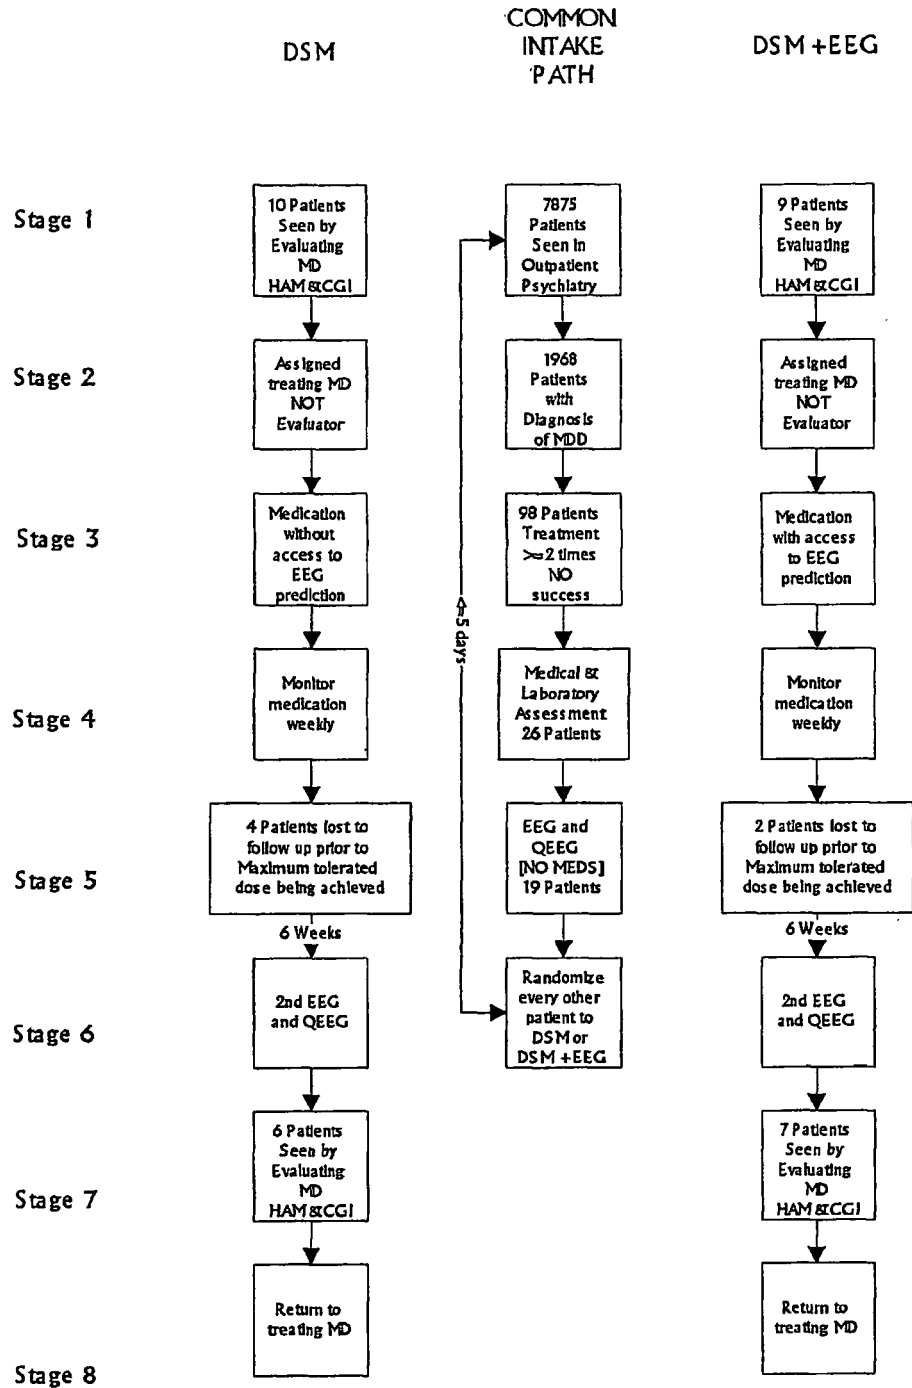 DSM
COMMON
INTAKE
PATH
DSM +EEG
Stage 1
10 Patients
Seen by
Evaluating
MD
HAM&CGI
7875
Patients
Seen in
Outpatient
Psychiatry
9 Patients
Seen by
Evaluating
MD
HAM&CGI
Stage 2
Assigned
treating MD
NOT
Evaluator
1968
Patients
with
Diagnosis
of MDD
Assigned
treating MD
NOT
Evaluator
Stage 3
Medication
without
access to
EEG
prediction
98 Patients
Treatment
>=2 times
NO
success
Medication
with access
to EEG
prediction
<=5 days
Stage 4
Monitor
medication
weekly
Medical &
Laboratory
Assessment
26 Patients
Monitor
medication
weekly
Stage 5
4 Patients lost to
follow up prior to
Maximum tolerated
dose being achieved
EEG and
QEEG
[NO MEDS]
19 Patients
2 Patients lost to
follow up prior to
Maximum tolerated
dose being achieved
6 Weeks
6 Weeks
Stage 6
2nd EEG
and QEEG
Randomize
every other
patient to
DSM or
DSM +EEG
2nd EEG
and QEEG
Stage 7
6 Patients
Seen by
Evaluating
MD
HAM&CGI
7 Patients
Seen by
Evaluating
MD
HAM&CGI
Return to
treating MD
Return to
treating MD
Stage 8